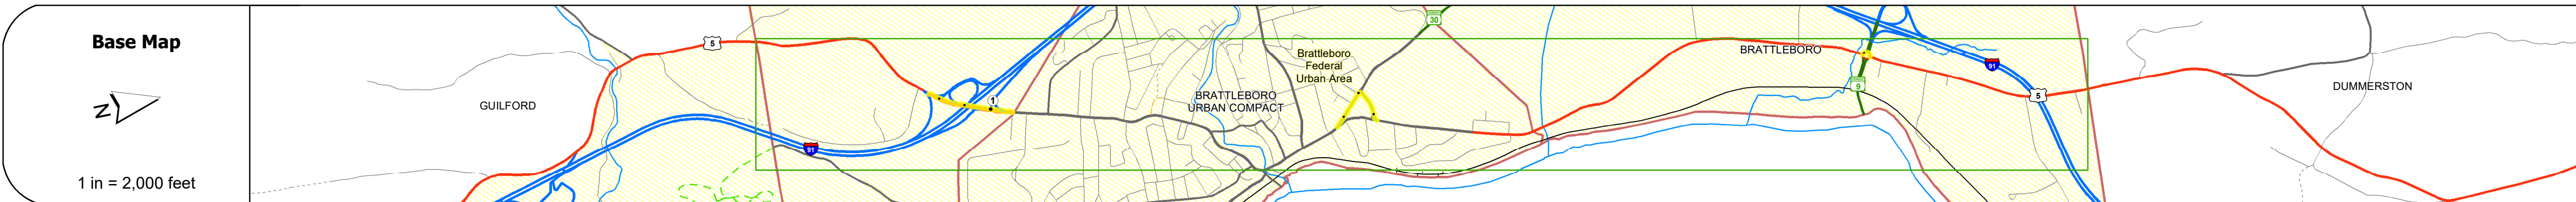 Base Map
N
1 in = 2,000 feet
GUILFORD
5
91
1
BRATTLEBORO
URBAN COMPACT
Brattleboro
Federal
Urban Area
30
BRATTLEBORO
9
91
5
DUMMERSTON